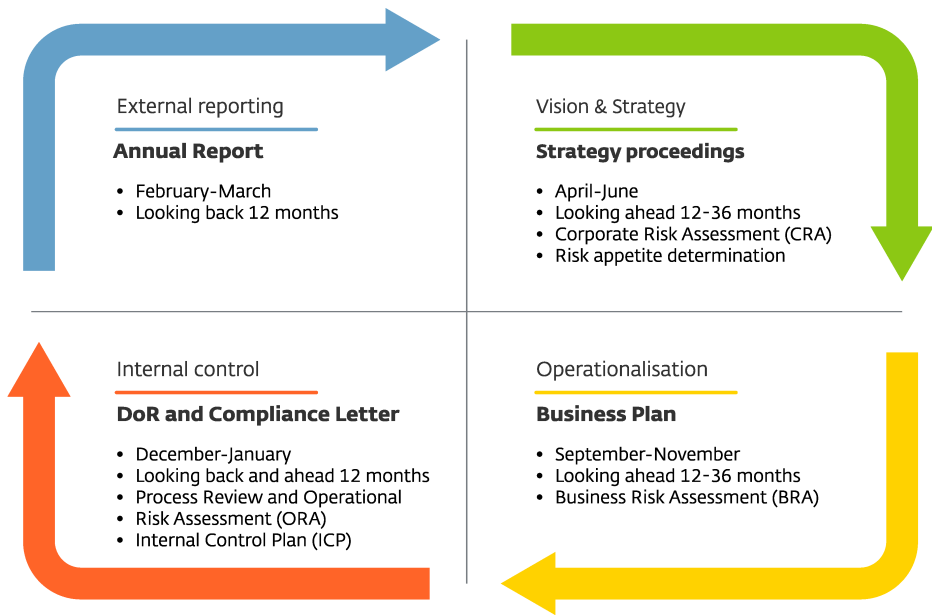 External reporting
Annual Report
• February-March
• Looking back 12 months
Vision & Strategy
Strategy proceedings
• April-June
• Looking ahead 12-36 months
• Corporate Risk Assessment (CRA)
• Risk appetite determination
Internal control
DoR and Compliance Letter
• December-January
• Looking back and ahead 12 months
• Process Review and Operational
• Risk Assessment (ORA)
• Internal Control Plan (ICP)
Operationalisation
Business Plan
• September-November
• Looking ahead 12-36 months
• Business Risk Assessment (BRA)